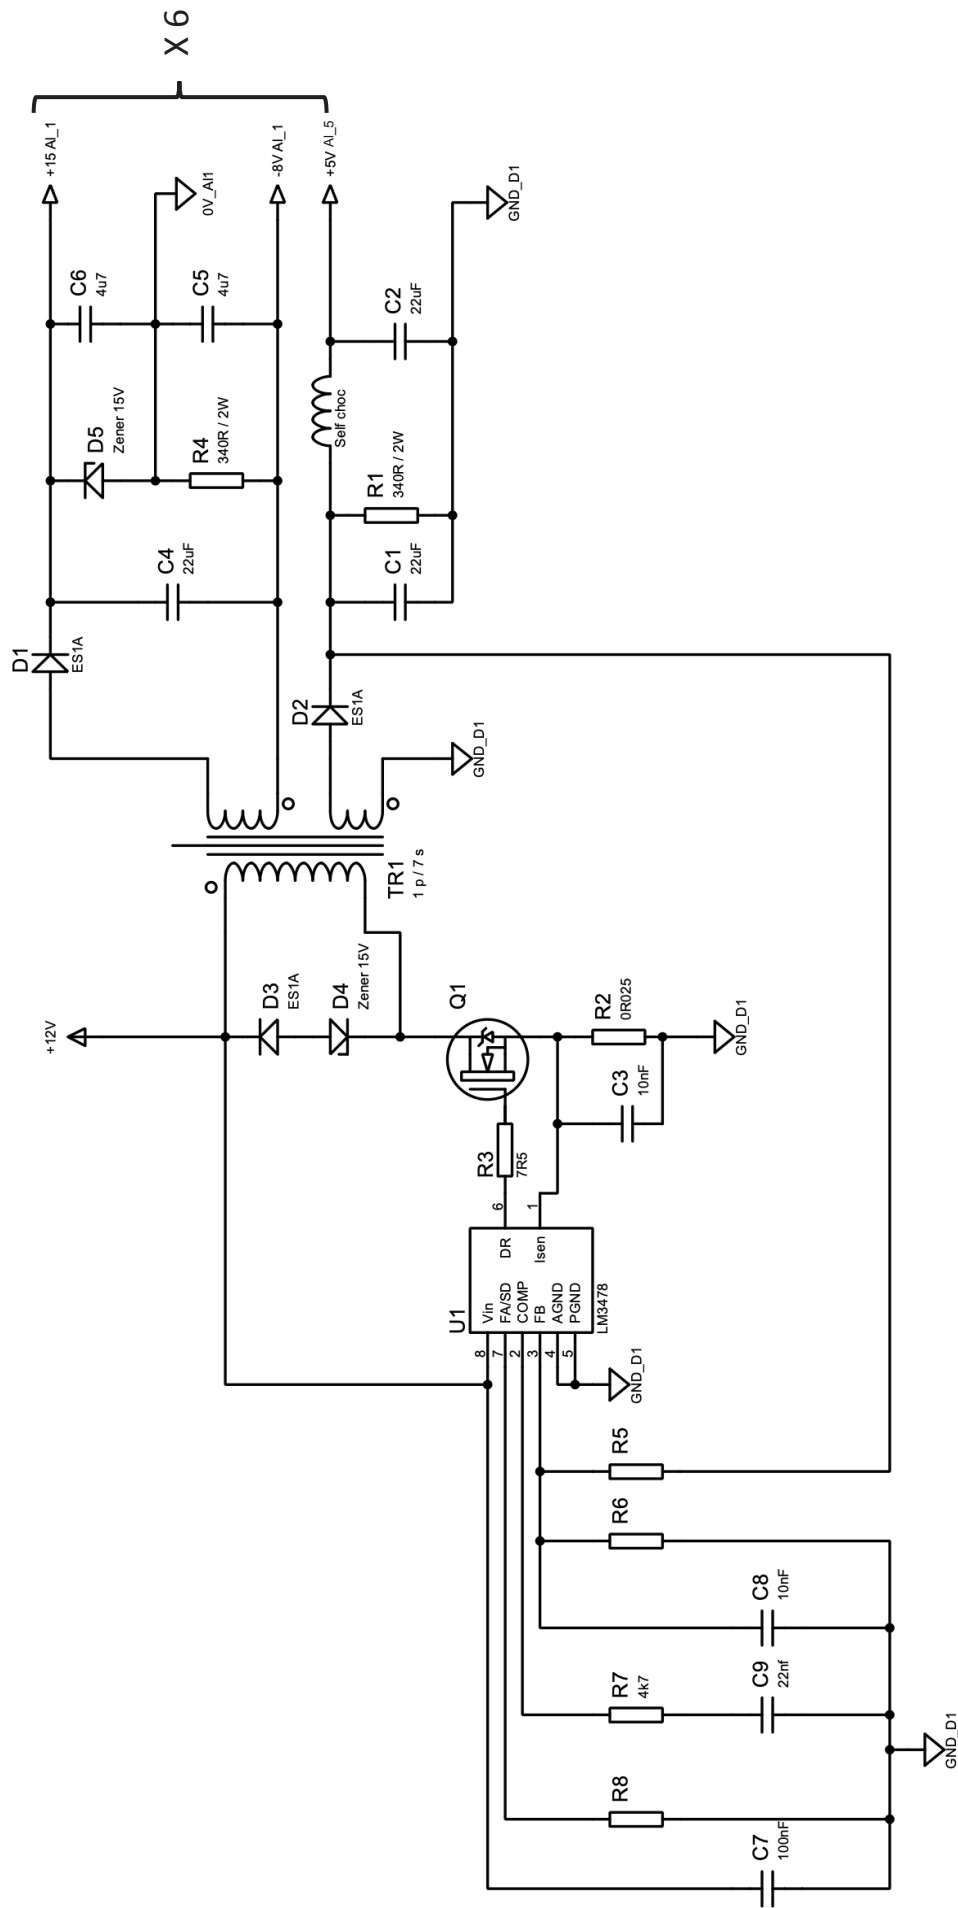 X 6
+15 AI_1
0V_AI1
-8V AI_1
+5V AI_5
GND_D1
C6
4u7
C5
4u7
C2
22uF
D5
Zener 15V
R4
340R / 2W
Self choc
R1
340R / 2W
C4
22uF
C1
22uF
D1
ES1A
D2
ES1A
GND_D1
TR1
1 p / 7 s
+12V
D3
ES1A
D4
Zener 15V
Q1
R2
0R025
GND_D1
C3
10nF
R3
7R5
6
1
U1
Vin
FA/SD
COMP
FB
AGND
PGND
DR
Isen
LM3478
8
7
2
3
4
5
GND_D1
R5
R6
C8
10nF
R7
4k7
C9
22nf
R8
C7
100nF
GND_D1